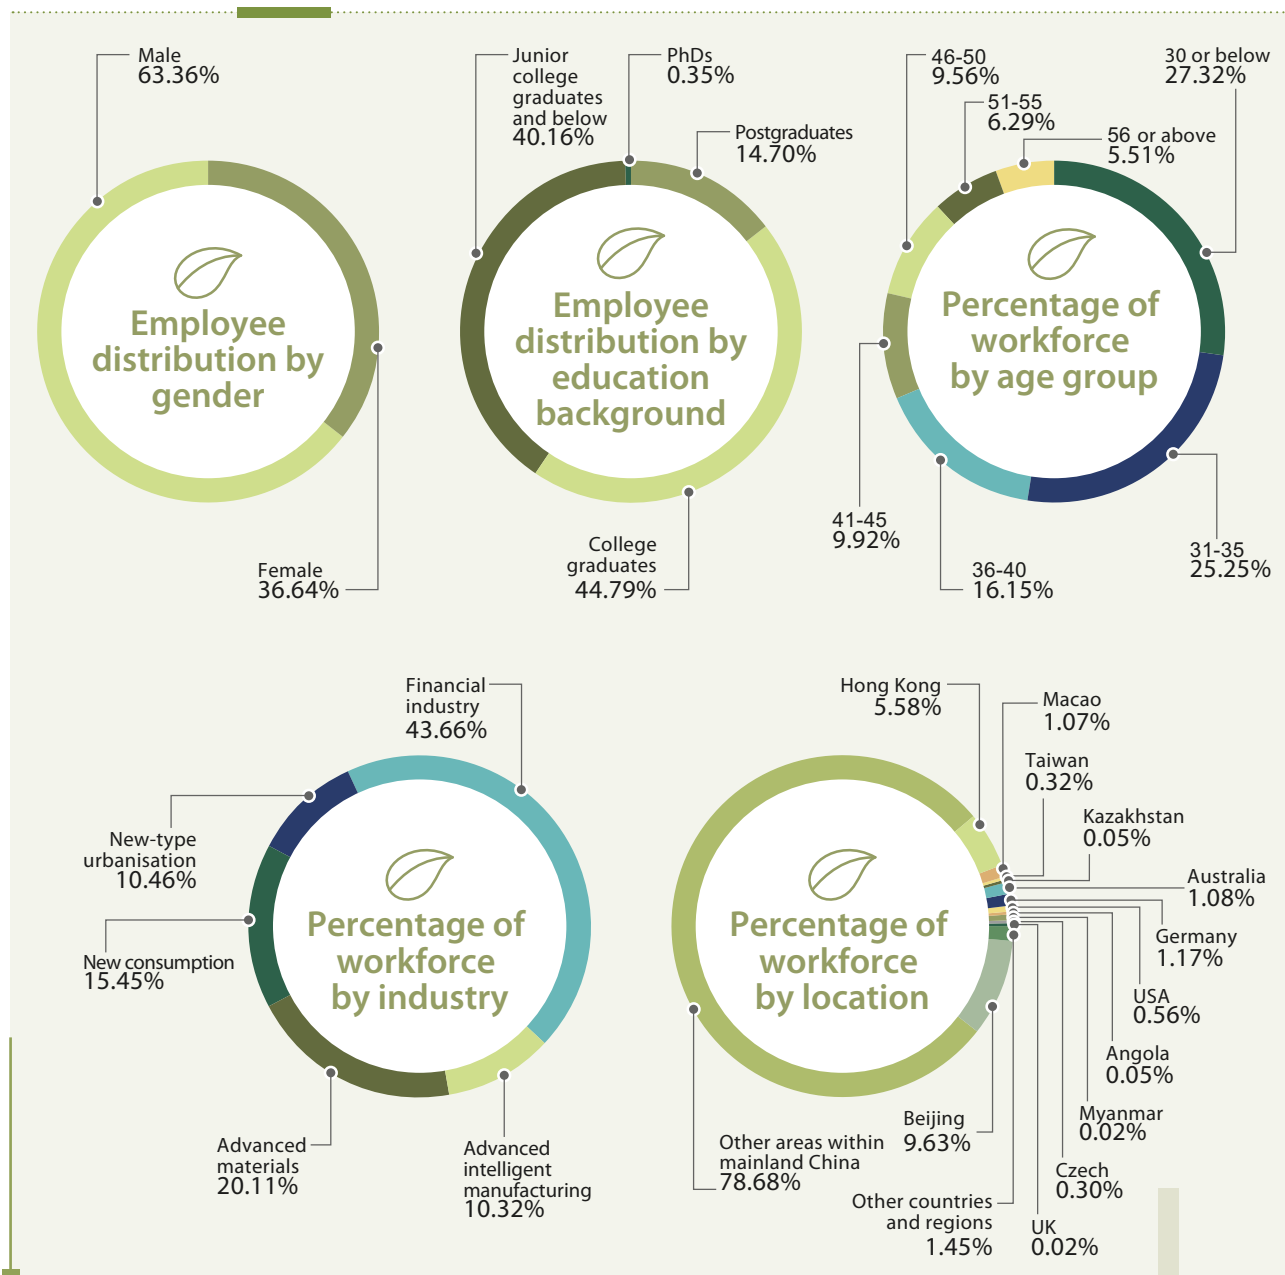 Male
63.36%
Female
36.64%
Employee
distribution by
gender
Junior
college
graduates
and below
40.16%
PhDs
0.35%
Postgraduates
14.70%
College
graduates
44.79%
Employee
distribution by
education
background
46-50
9.56%
51-55
6.29%
56 or above
5.51%
30 or below
27.32%
41-45
9.92%
36-40
16.15%
31-35
25.25%
Percentage of
workforce
by age group
Financial
industry
43.66%
New-type
urbanisation
10.46%
New consumption
15.45%
Advanced
materials
20.11%
Advanced
intelligent
manufacturing
10.32%
Percentage of
workforce
by industry
Hong Kong
5.58%
Macao
1.07%
Taiwan
0.32%
Kazakhstan
0.05%
Australia
1.08%
Germany
1.17%
USA
0.56%
Angola
0.05%
Myanmar
0.02%
Czech
0.30%
UK
0.02%
Other countries
and regions
1.45%
Beijing
9.63%
Other areas within
mainland China
78.68%
Percentage of
workforce
by location